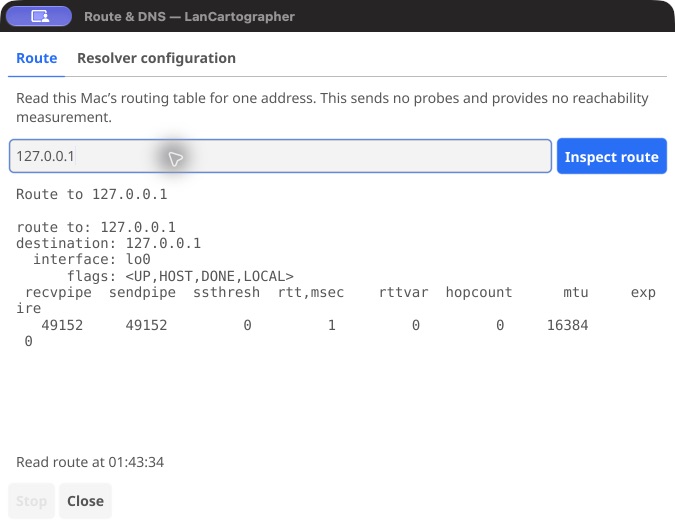 Route & DNS — LanCartographer
Route Resolver configuration
Read this Mac’s routing table for one address. This sends no probes and provides no reachability
measurement.
127.0.0.1 Inspect route
Route to 127.0.0.1
route to: 127.0.0.1
destination: 127.0.0.1
interface: lo0
flags: <UP,HOST,DONE,LOCAL>
recvpipe sendpipe ssthresh rtt,msec rttvar hopcount mtu exp
ire
49152 49152 0 1 0 0 16384
0
Read route at 01:43:34
Stop Close